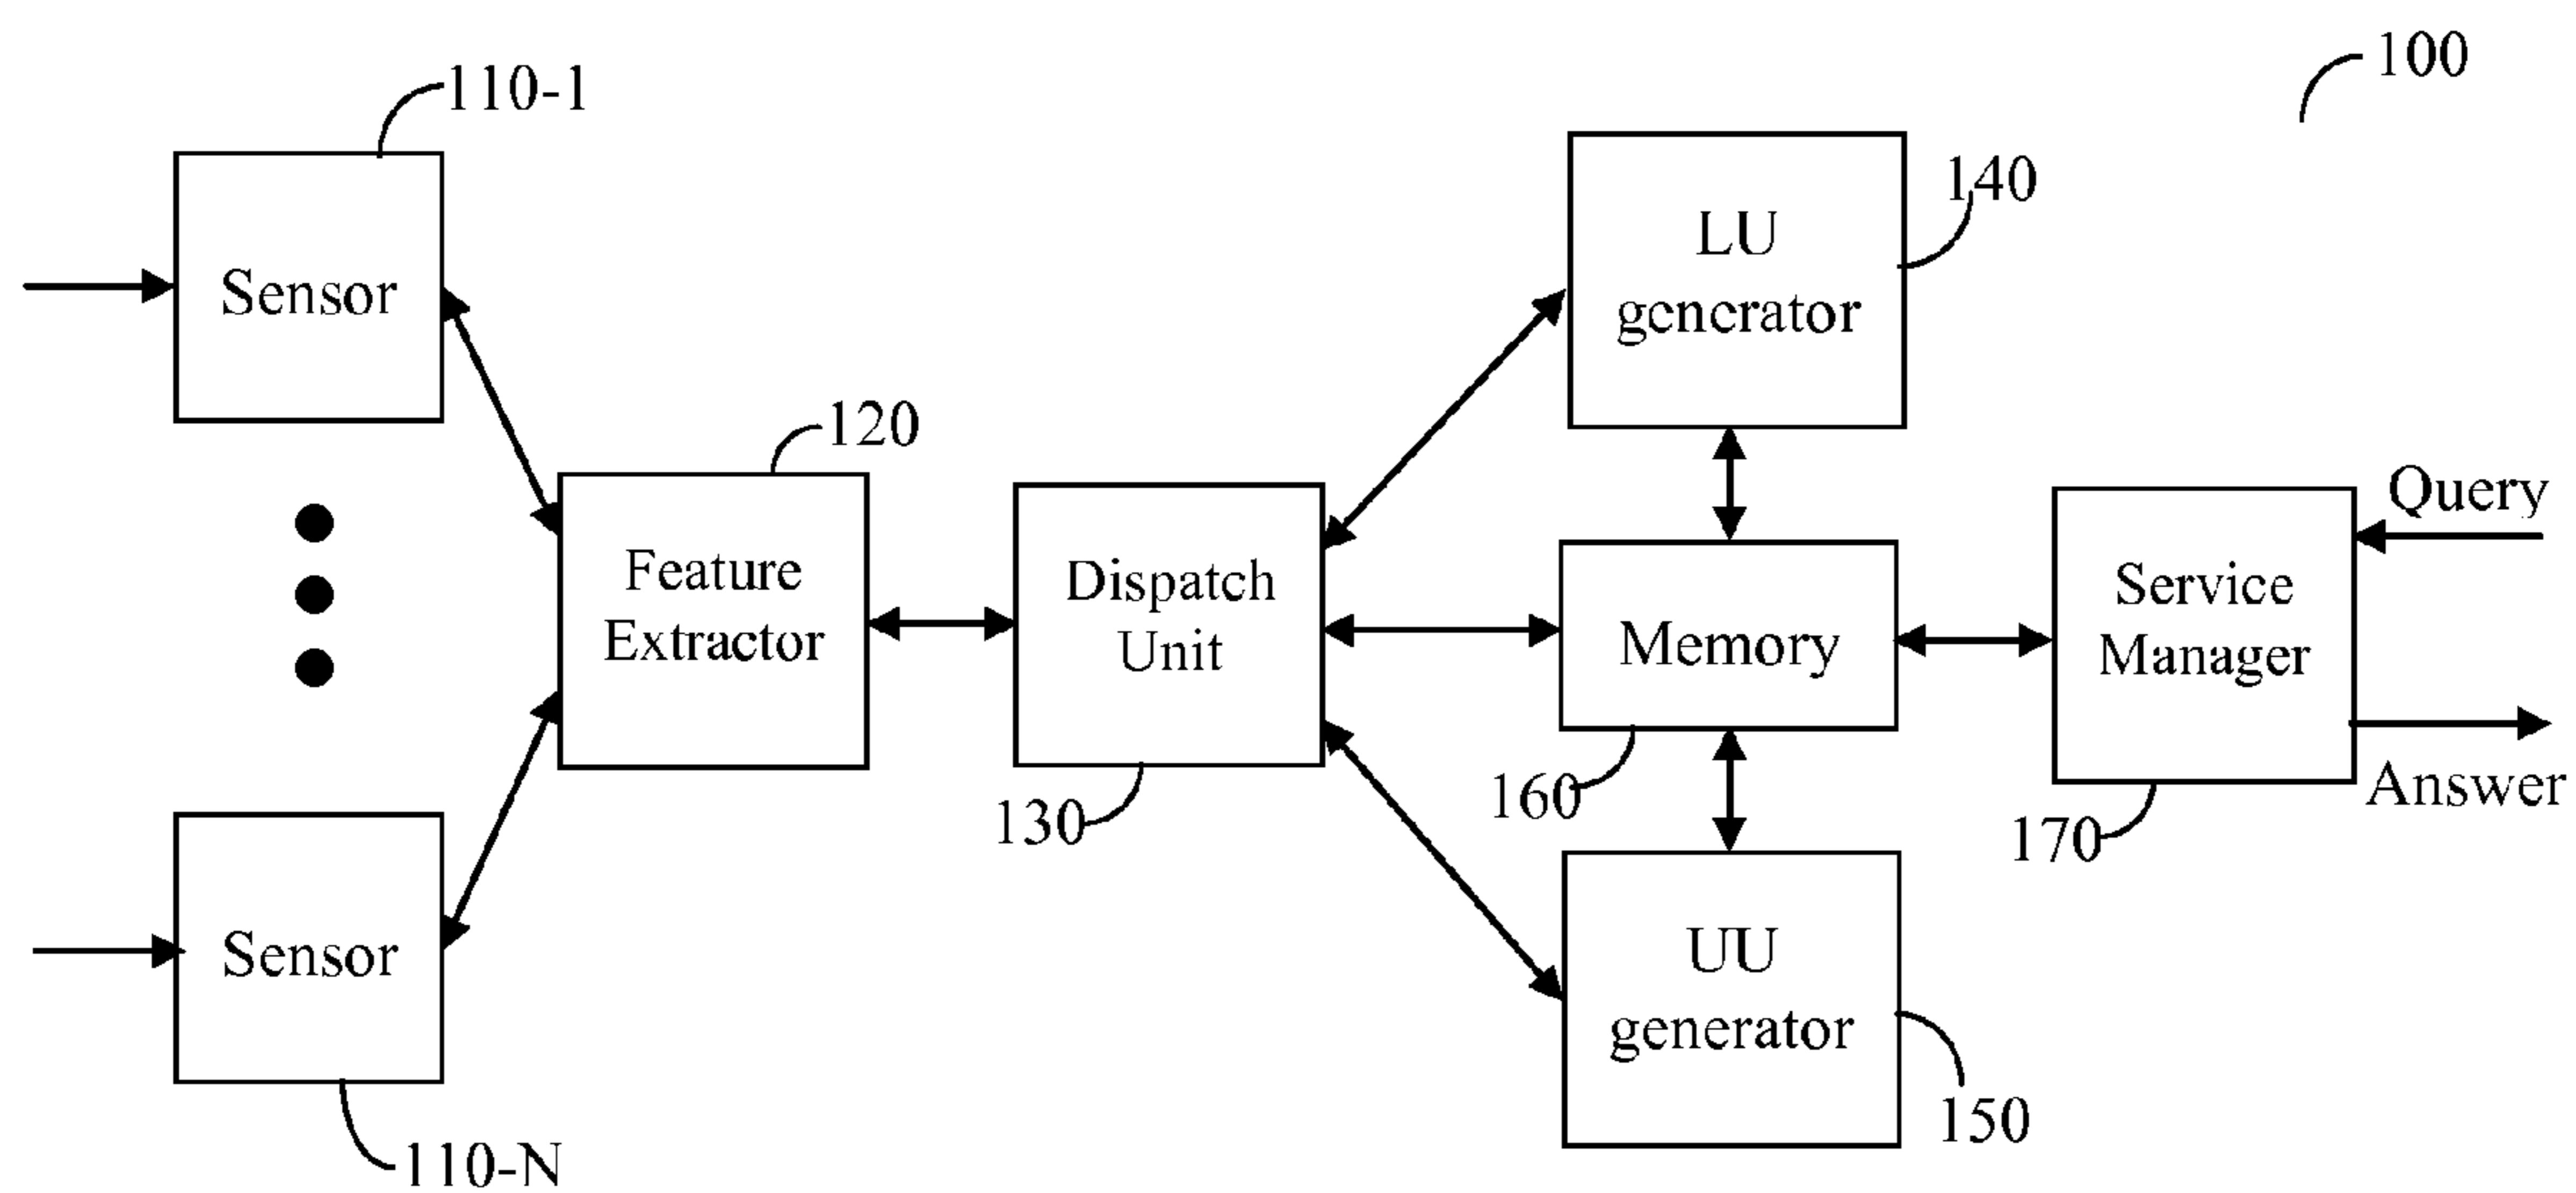 100
110-1
Sensor
120
Feature
Extractor
Dispatch
Unit
130
LU
generator
140
Memory
160
Query
Service
Manager
Answer
170
UU
generator
150
Sensor
110-N